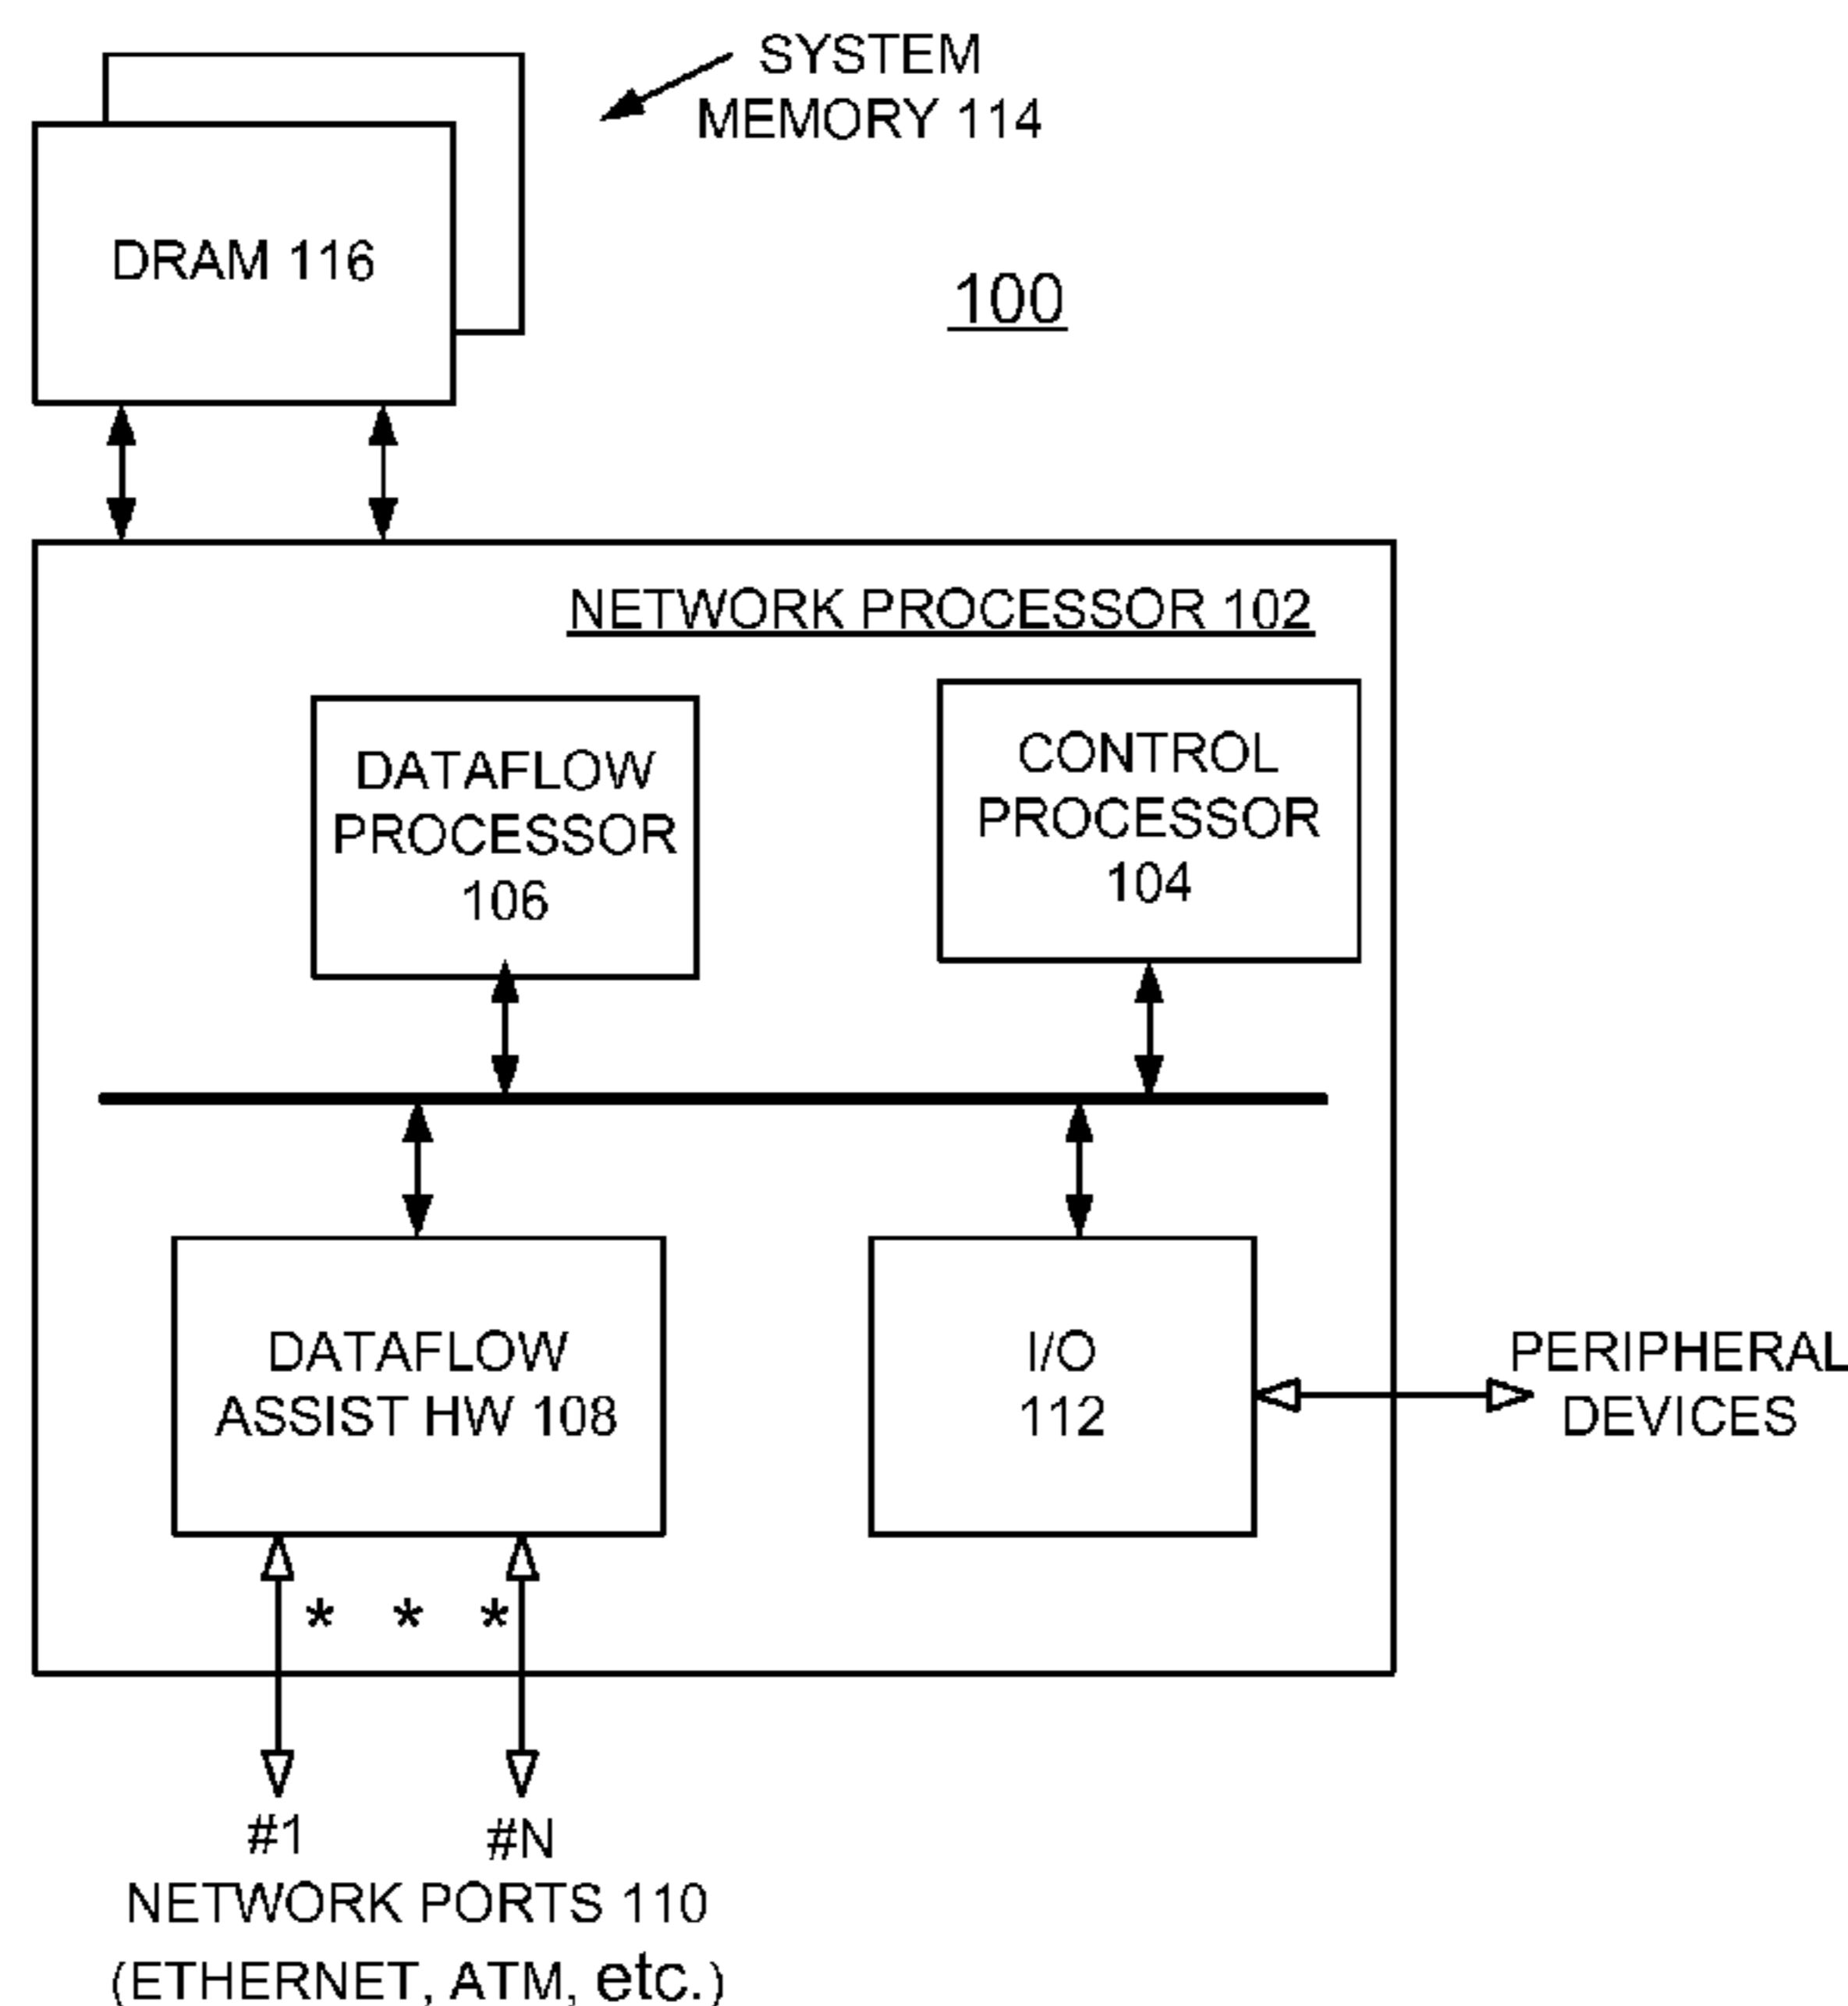 SYSTEM
MEMORY 114
DRAM 116
100
NETWORK PROCESSOR 102
DATAFLOW
PROCESSOR
106
CONTROL
PROCESSOR
104
DATAFLOW
ASSIST HW 108
I/O
112
PERIPHERAL
DEVICES
* * *
#1 #N
NETWORK PORTS 110
(ETHERNET, ATM, etc.)